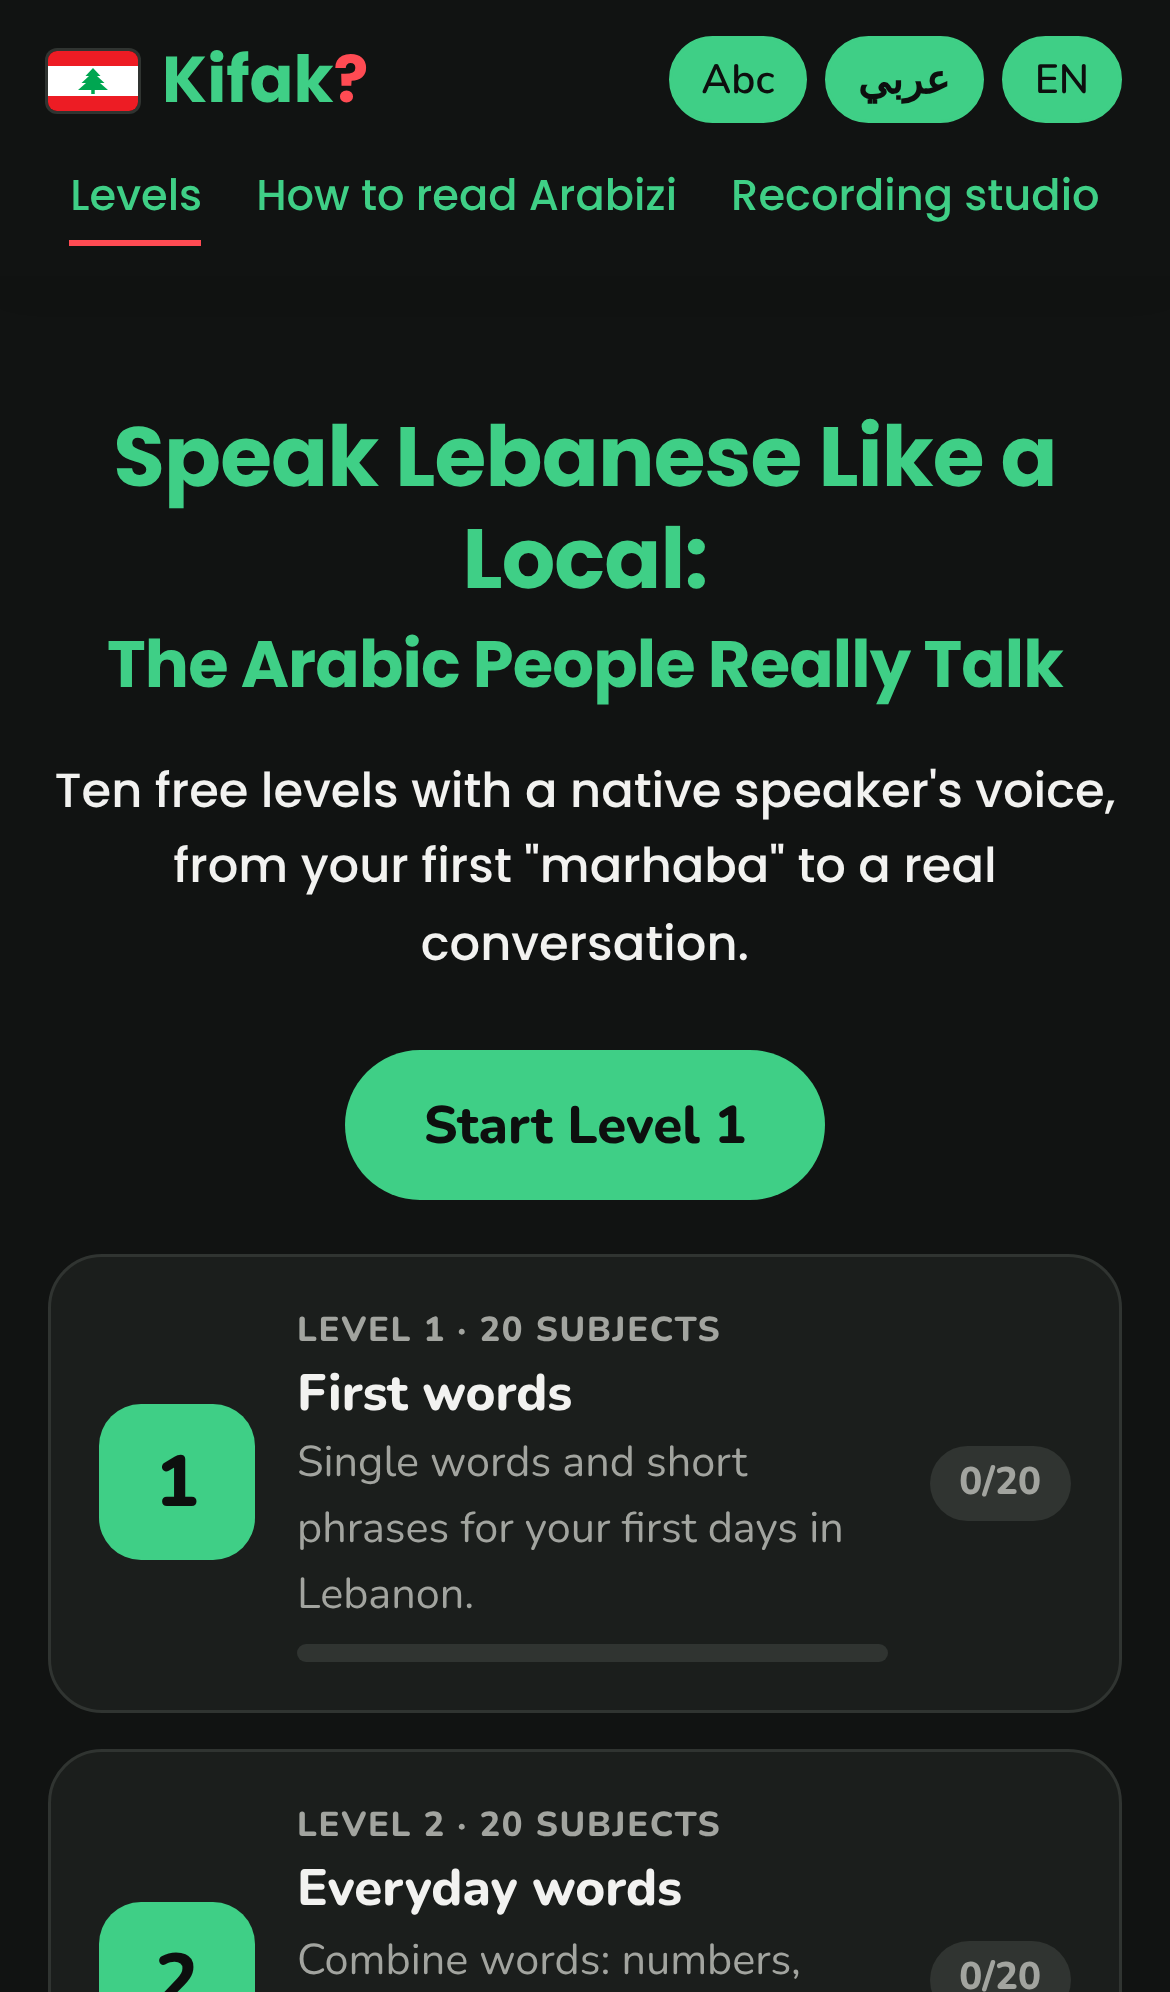 Kifak?
Abc
عربي
EN
Levels
How to read Arabizi
Recording studio
Speak Lebanese Like a
Local:
The Arabic People Really Talk
Ten free levels with a native speaker's voice,
from your first "marhaba" to a real
conversation.
Start Level 1
LEVEL 1 · 20 SUBJECTS
First words
1
Single words and short
phrases for your first days in
Lebanon.
0/20
LEVEL 2 · 20 SUBJECTS
Everyday words
2
Combine words: numbers,
0/20